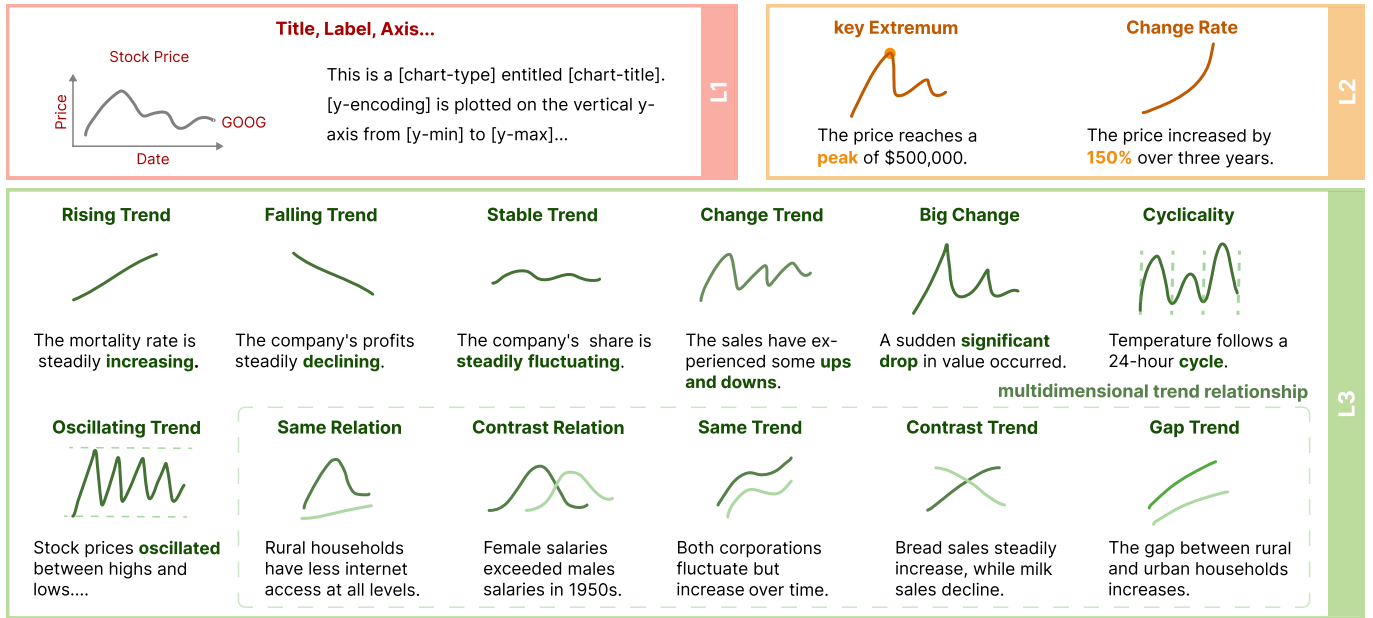 Title, Label, Axis...
Stock Price
Price
GOOG
Date
This is a [chart-type] entitled [chart-title].
[y-encoding] is plotted on the vertical y-
axis from [y-min] to [y-max]...
L1
key Extremum
The price reaches a
peak of $500,000.
Change Rate
The price increased by
150% over three years.
L2
Rising Trend
The mortality rate is
steadily increasing.
Falling Trend
The company's profits
steadily declining.
Stable Trend
The company's share is
steadily fluctuating.
Change Trend
The sales have ex-
perienced some ups
and downs.
Big Change
A sudden significant
drop in value occurred.
Cyclicality
Temperature follows a
24-hour cycle.
multidimensional trend relationship
L3
Oscillating Trend
Stock prices oscillated
between highs and
lows....
Same Relation
Rural households
have less internet
access at all levels.
Contrast Relation
Female salaries
exceeded males
salaries in 1950s.
Same Trend
Both corporations
fluctuate but
increase over time.
Contrast Trend
Bread sales steadily
increase, while milk
sales decline.
Gap Trend
The gap between rural
and urban households
increases.